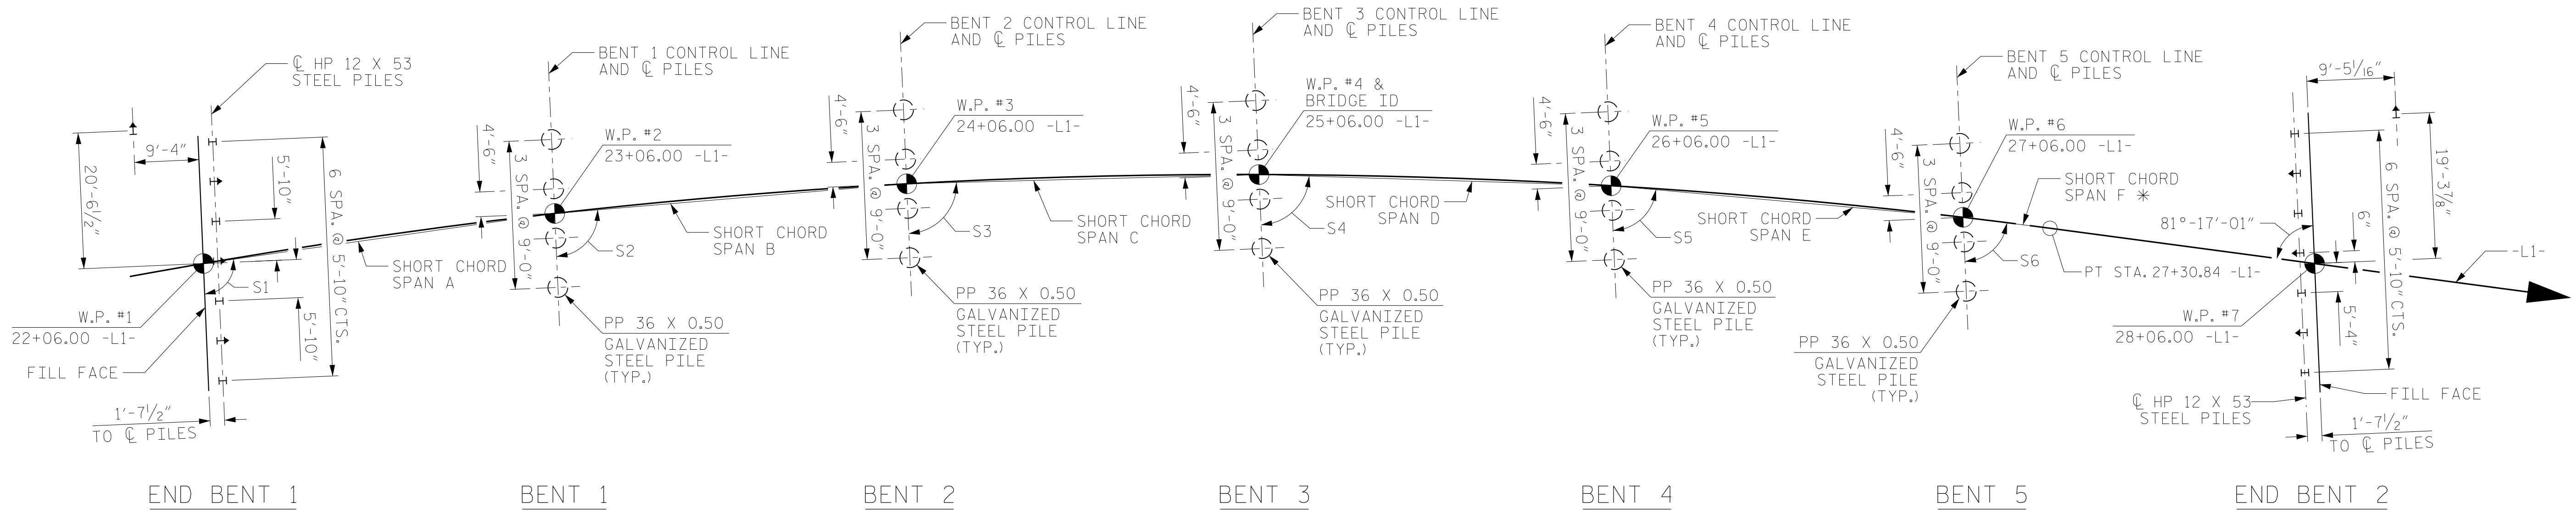 ℄ HP 12 X 53
STEEL PILES
9'-4"
20'-6 1/2"
5'-10"
6 SPA. @ 5'-10" CTS.
S1
5'-10"
W.P. #1
22+06.00 -L1-
FILL FACE
1'-7 1/2"
TO ℄ PILES
SHORT CHORD
SPAN A
END BENT 1
BENT 1 CONTROL LINE
AND ℄ PILES
4'-6"
3 SPA. @ 9'-0"
W.P. #2
23+06.00 -L1-
S2
SHORT CHORD
SPAN B
PP 36 X 0.50
GALVANIZED
STEEL PILE
(TYP.)
BENT 1
BENT 2 CONTROL LINE
AND ℄ PILES
4'-6"
3 SPA. @ 9'-0"
W.P. #3
24+06.00 -L1-
S3
SHORT CHORD
SPAN C
PP 36 X 0.50
GALVANIZED
STEEL PILE
(TYP.)
BENT 2
BENT 3 CONTROL LINE
AND ℄ PILES
4'-6"
3 SPA. @ 9'-0"
W.P. #4 &
BRIDGE ID
25+06.00 -L1-
S4
SHORT CHORD
SPAN D
PP 36 X 0.50
GALVANIZED
STEEL PILE
(TYP.)
BENT 3
BENT 4 CONTROL LINE
AND ℄ PILES
4'-6"
3 SPA. @ 9'-0"
W.P. #5
26+06.00 -L1-
S5
SHORT CHORD
SPAN E
PP 36 X 0.50
GALVANIZED
STEEL PILE
(TYP.)
BENT 4
BENT 5 CONTROL LINE
AND ℄ PILES
4'-6"
3 SPA. @ 9'-0"
W.P. #6
27+06.00 -L1-
SHORT CHORD
SPAN F *
S6
PT STA. 27+30.84 -L1-
PP 36 X 0.50
GALVANIZED
STEEL PILE
(TYP.)
BENT 5
9'-5 1/16"
19'-3 7/8"
81°-17'-01"
6"
6 SPA. @ 5'-10" CTS.
5'-4"
-L1-
W.P. #7
28+06.00 -L1-
℄ HP 12 X 53
STEEL PILES
FILL FACE
1'-7 1/2"
TO ℄ PILES
END BENT 2